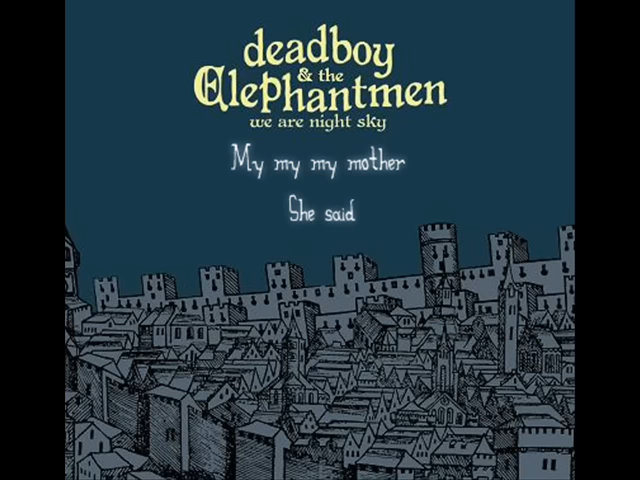 deadboy
& the
Elephantmen
we are night sky
My my my mother
She said